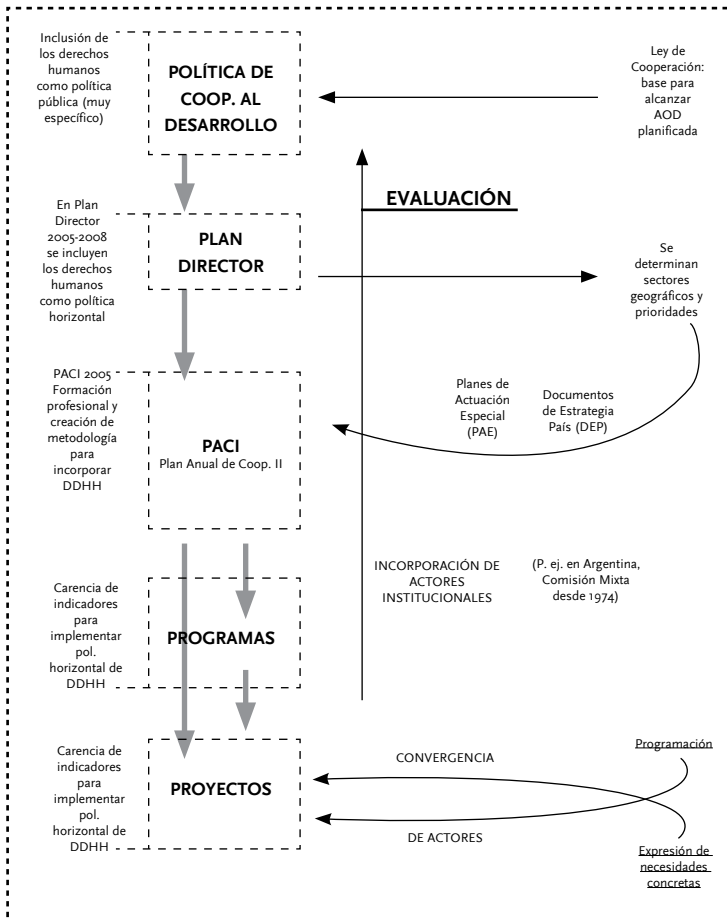 Inclusión de
los derechos
humanos
como política
pública (muy
específico)
POLÍTICA DE
COOP. AL
DESARROLLO
Ley de
Cooperación:
base para
alcanzar
AOD
planificada
EVALUACIÓN
En Plan
Director
2005-2008
se incluyen
los derechos
humanos
como política
horizontal
PLAN
DIRECTOR
Se
determinan
sectores
geográficos y
prioridades
PACI 2005
Formación
profesional y
creación de
metodología
para
incorporar
DDHH
PACI
Plan Anual de Coop. II
Planes de
Actuación
Especial
(PAE)
Documentos
de Estrategia
País (DEP)
INCORPORACIÓN DE
ACTORES
INSTITUCIONALES
(P. ej. en Argentina,
Comisión Mixta
desde 1974)
Carencia de
indicadores
para
implementar
pol.
horizontal de
DDHH
PROGRAMAS
Carencia de
indicadores
para
implementar
pol.
horizontal de
DDHH
PROYECTOS
CONVERGENCIA
DE ACTORES
Programación
Expresión de
necesidades
concretas